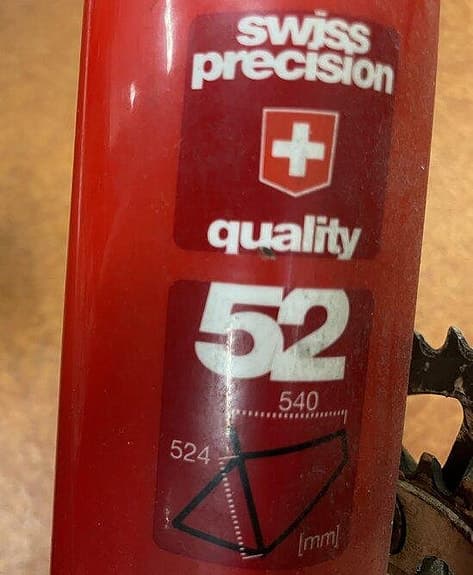 swiss
precision
quality
52
540
524
[mm]